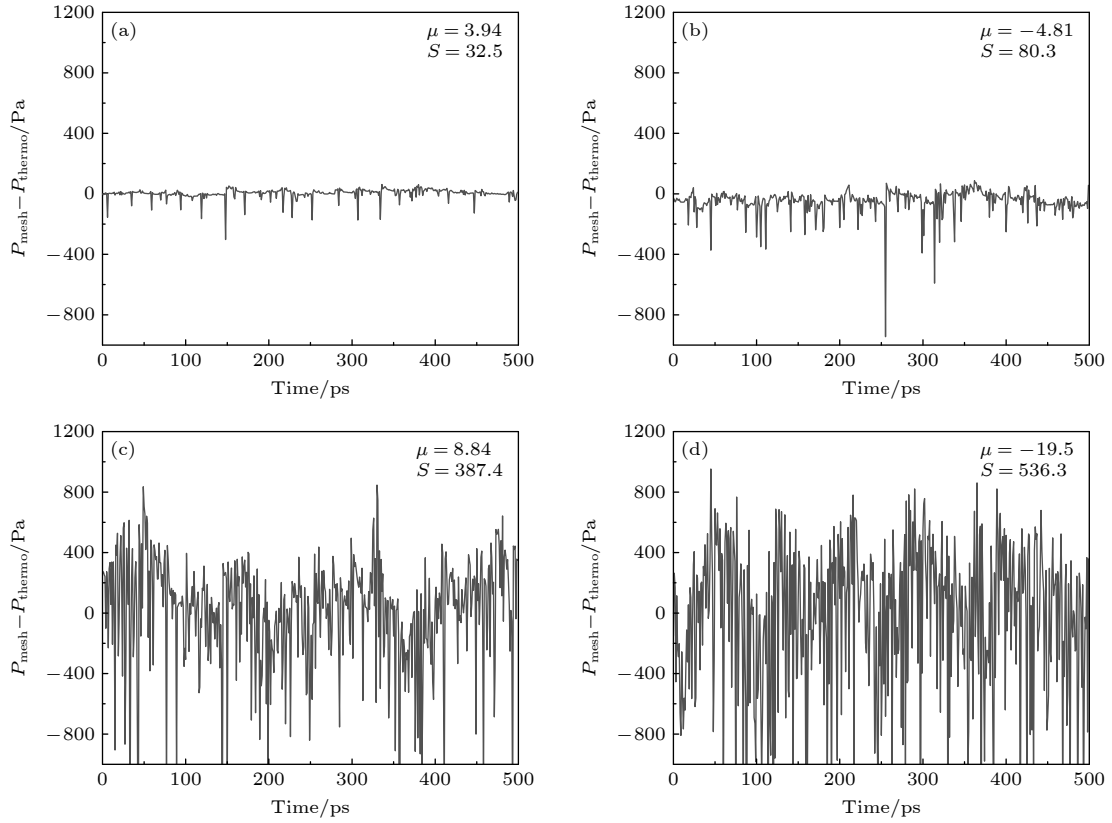 (a)
μ = 3.94
S = 32.5
1200
800
400
0
−400
−800
P_mesh−P_thermo/Pa
0 100 200 300 400 500
Time/ps
(b)
μ = −4.81
S = 80.3
1200
800
400
0
−400
−800
P_mesh−P_thermo/Pa
0 100 200 300 400 500
Time/ps
(c)
μ = 8.84
S = 387.4
1200
800
400
0
−400
−800
P_mesh−P_thermo/Pa
0 100 200 300 400 500
Time/ps
(d)
μ = −19.5
S = 536.3
1200
800
400
0
−400
−800
P_mesh−P_thermo/Pa
0 100 200 300 400 500
Time/ps